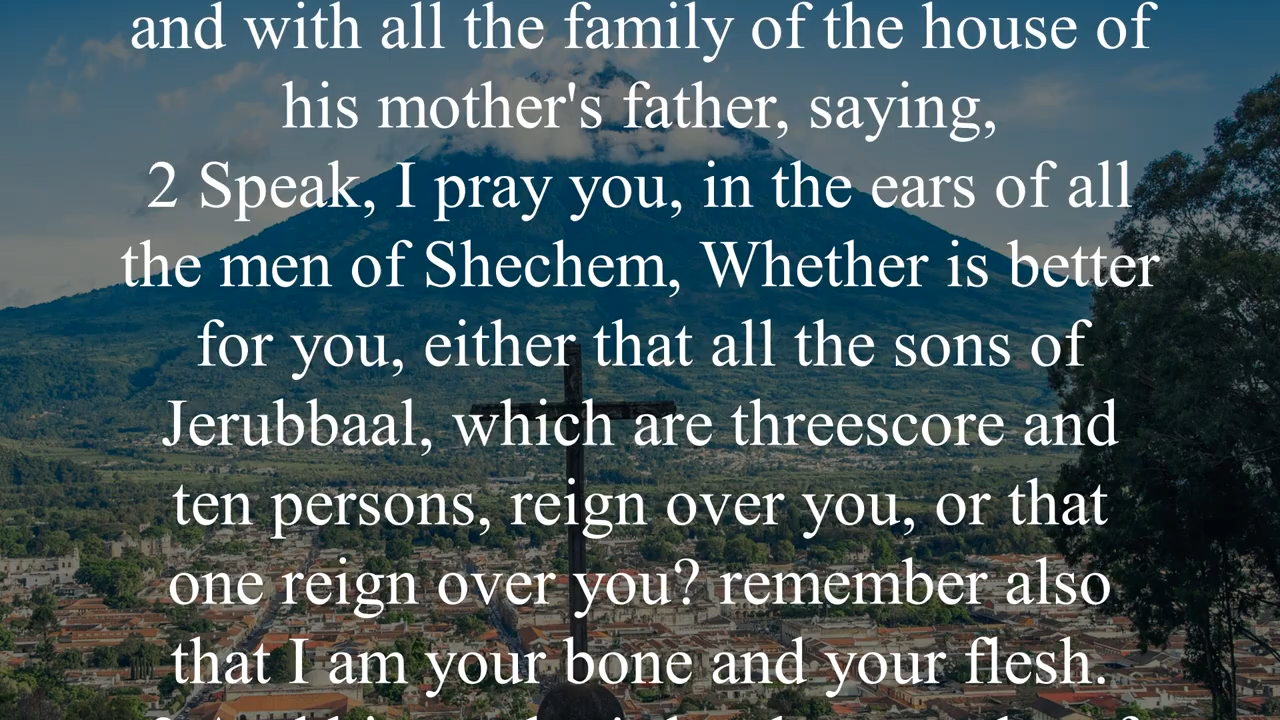 and with all the family of the house of
his mother's father, saying,
2 Speak, I pray you, in the ears of all
the men of Shechem, Whether is better
for you, either that all the sons of
Jerubbaal, which are threescore and
ten persons, reign over you, or that
one reign over you? remember also
that I am your bone and your flesh.